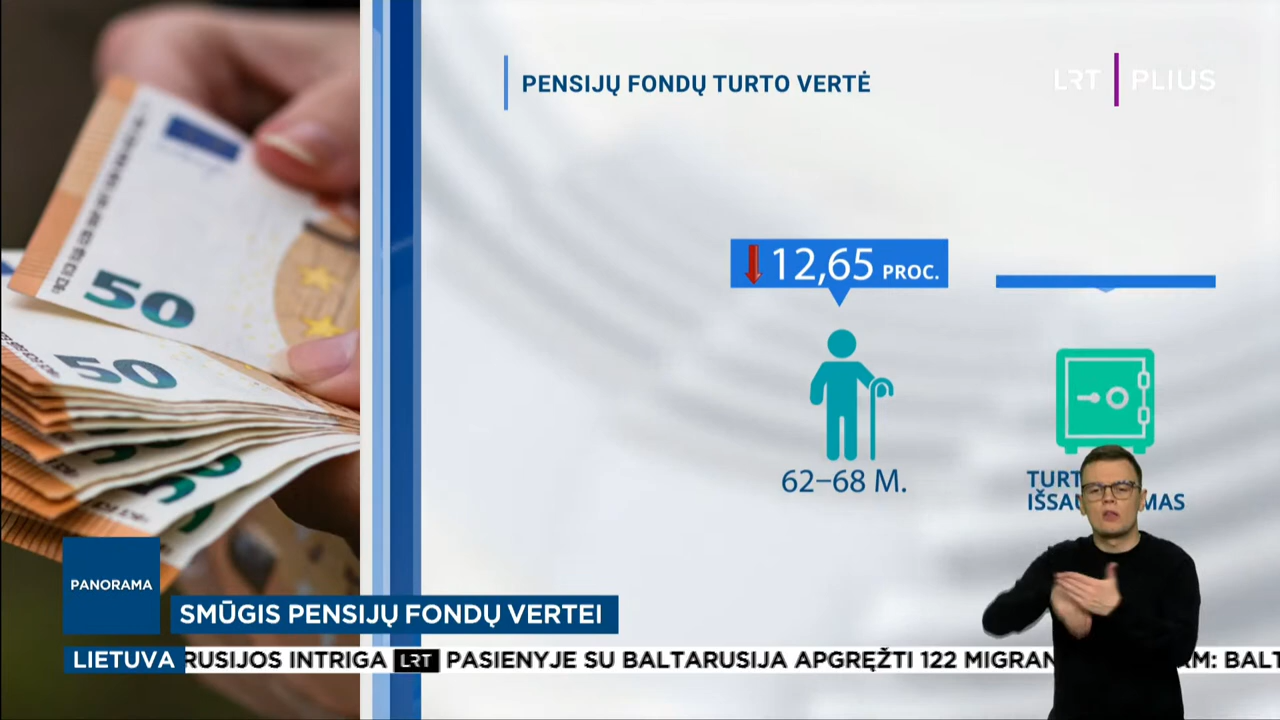 PENSIJŲ FONDŲ TURTO VERTĖ
LRT PLIUS
12,65 PROC.
62–68 M.
50
50
PANORAMA
SMŪGIS PENSIJŲ FONDŲ VERTEI
LIETUVA RUSIJOS INTRIGA LRT PASIENYJE SU BALTARUSIJA APGRĘŽTI 122